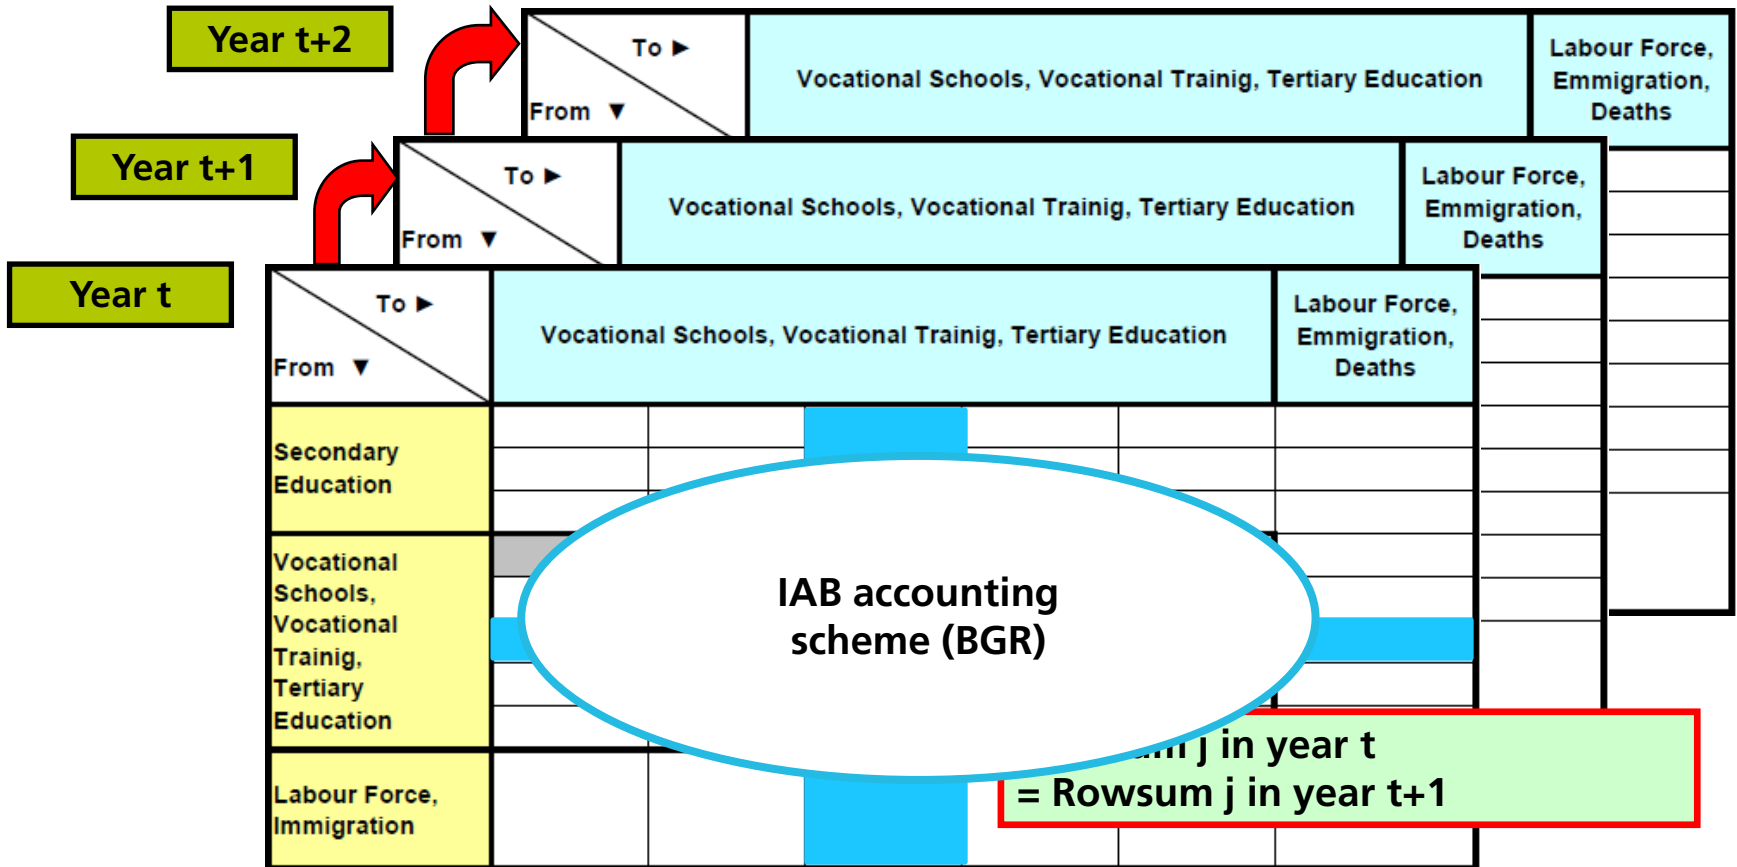 Year t+2
To ►
From ▼
Vocational Schools, Vocational Trainig, Tertiary Education
Labour Force,
Emmigration,
Deaths
Year t+1
To ►
From ▼
Vocational Schools, Vocational Trainig, Tertiary Education
Labour Force,
Emmigration,
Deaths
Year t
To ►
From ▼
Vocational Schools, Vocational Trainig, Tertiary Education
Labour Force,
Emmigration,
Deaths
Secondary
Education
Vocational
Schools,
Vocational
Trainig,
Tertiary
Education
Labour Force,
Immigration
IAB accounting
scheme (BGR)
j in year t
= Rowsum j in year t+1